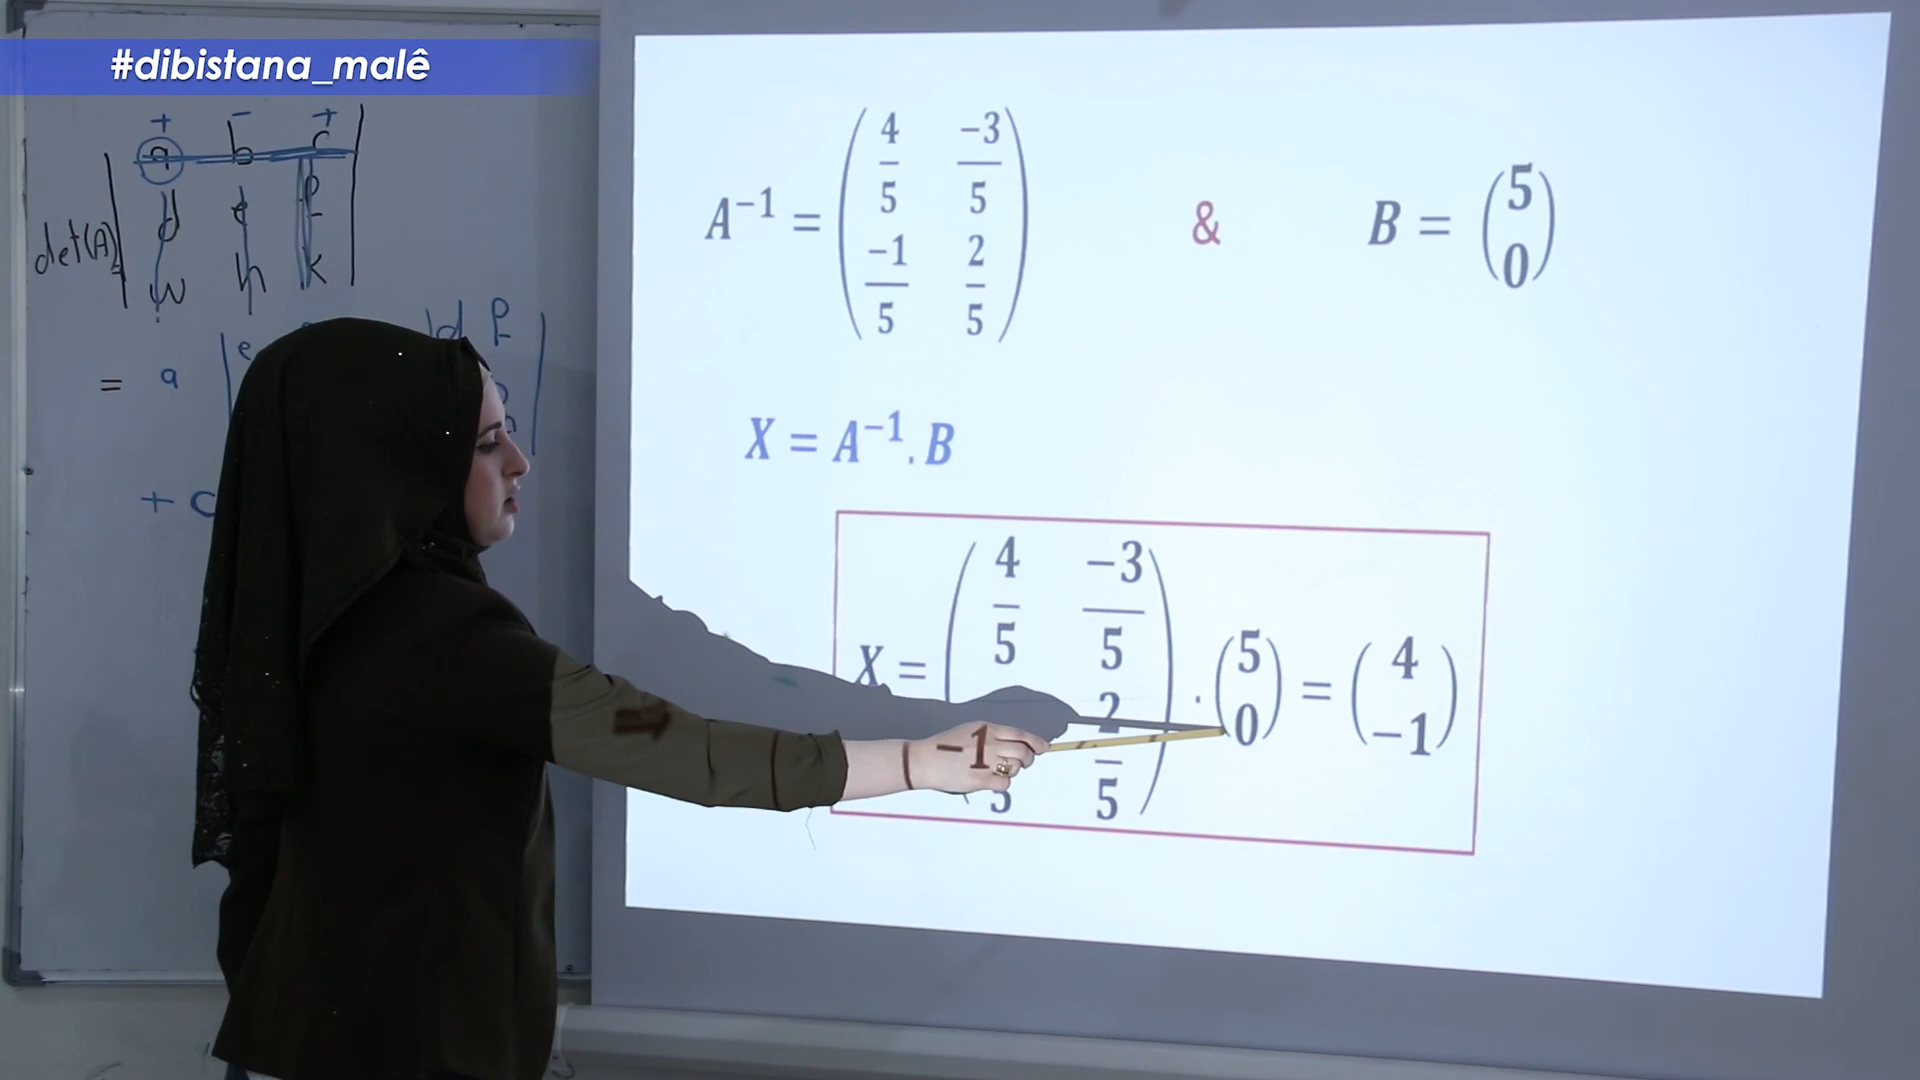 #dibistana_malê
+ - +
a b c
det(A) d e f
w h k
d f
= a e
+ c
A⁻¹ = ( 4/5 -3/5 ; -1/5 2/5 ) & B = ( 5 ; 0 )
X = A⁻¹ . B
X = ( 4/5 -3/5 ; -1/5 2/5 ) . ( 5 ; 0 ) = ( 4 ; -1 )